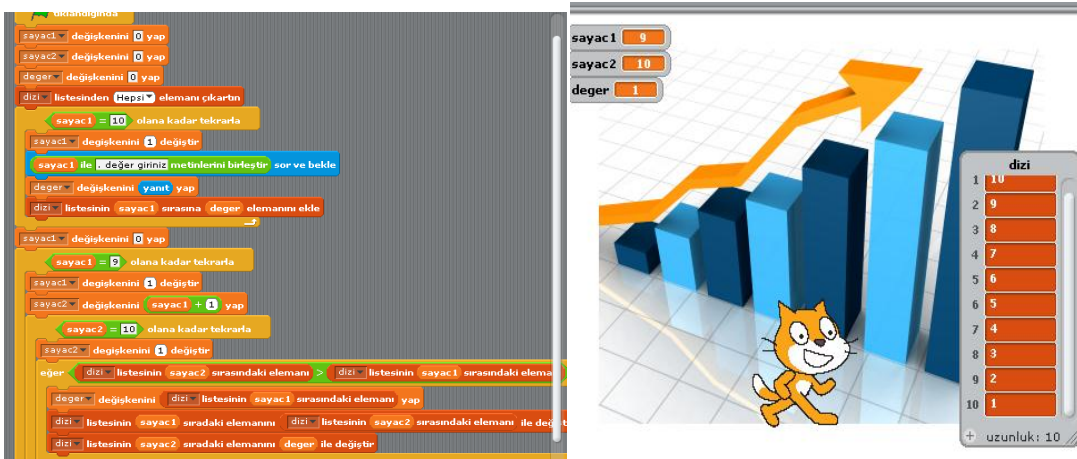 tıklandığında
sayac1 değişkenini 0 yap
sayac2 değişkenini 0 yap
deger değişkenini 0 yap
dizi listesinden Hepsi elemanı çıkartın
sayac1 = 10 olana kadar tekrarla
sayac1 degişkenini 1 değiştir
sayac1 ile . değer giriniz metinlerini birleştir sor ve bekle
deger değişkenini yanıt yap
dizi listesinin sayac1 sırasına deger elemanını ekle
sayac1 değişkenini 0 yap
sayac1 = 9 olana kadar tekrarla
sayac1 degişkenini 1 değiştir
sayac2 değişkenini sayac1 + 1 yap
sayac2 = 10 olana kadar tekrarla
sayac2 degişkenini 1 değiştir
eğer dizi listesinin sayac2 sırasındaki elemanı > dizi listesinin sayac1 sırasındaki elema
deger değişkenini dizi listesinin sayac1 sırasındaki elemanı yap
dizi listesinin sayac1 sıradaki elemanını dizi listesinin sayac2 sırasındaki elemanı ile değişt
dizi listesinin sayac2 sıradaki elemanını deger ile değiştir
sayac1 9
sayac2 10
deger 1
dizi
1 10
2 9
3 8
4 7
5 6
6 5
7 4
8 3
9 2
10 1
+ uzunluk: 10